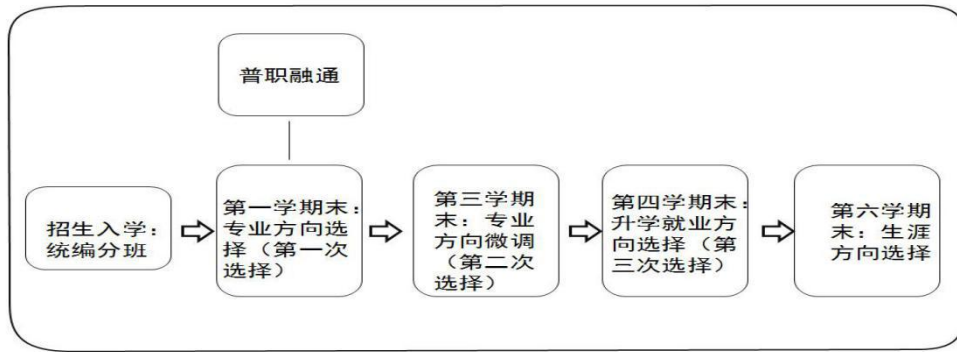 普职融通
招生入学：
统编分班
第一学期末：
专业方向选
择（第一次
选择）
第三学期
末：专业
方向微调
（第二次
选择）
第四学期末：
升学就业方
向选择（第
三次选择）
第六学期
末：生涯
方向选择